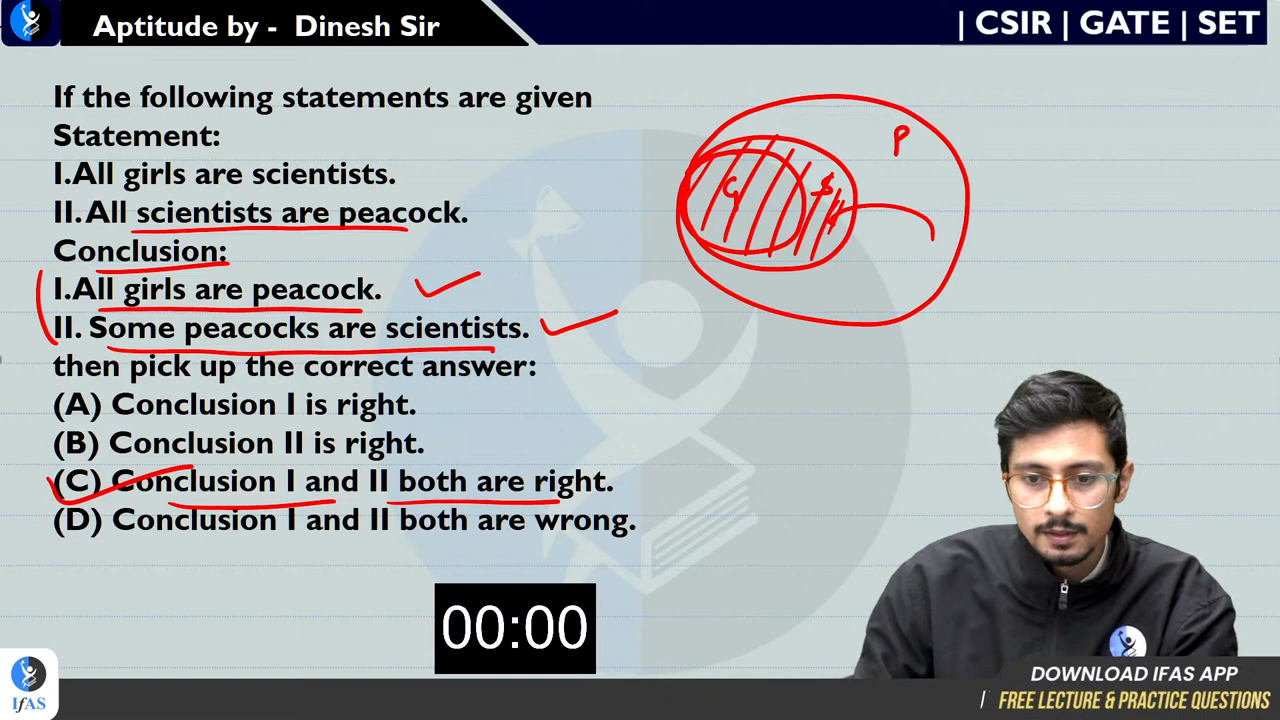 Aptitude by - Dinesh Sir
| CSIR | GATE | SET
If the following statements are given
Statement:
I.All girls are scientists.
II.All scientists are peacock.
Conclusion:
I.All girls are peacock.
II. Some peacocks are scientists.
then pick up the correct answer:
(A) Conclusion I is right.
(B) Conclusion II is right.
(C) Conclusion I and II both are right.
(D) Conclusion I and II both are wrong.
P
G
S
00:00
IFAS
DOWNLOAD IFAS APP
| FREE LECTURE & PRACTICE QUESTIONS